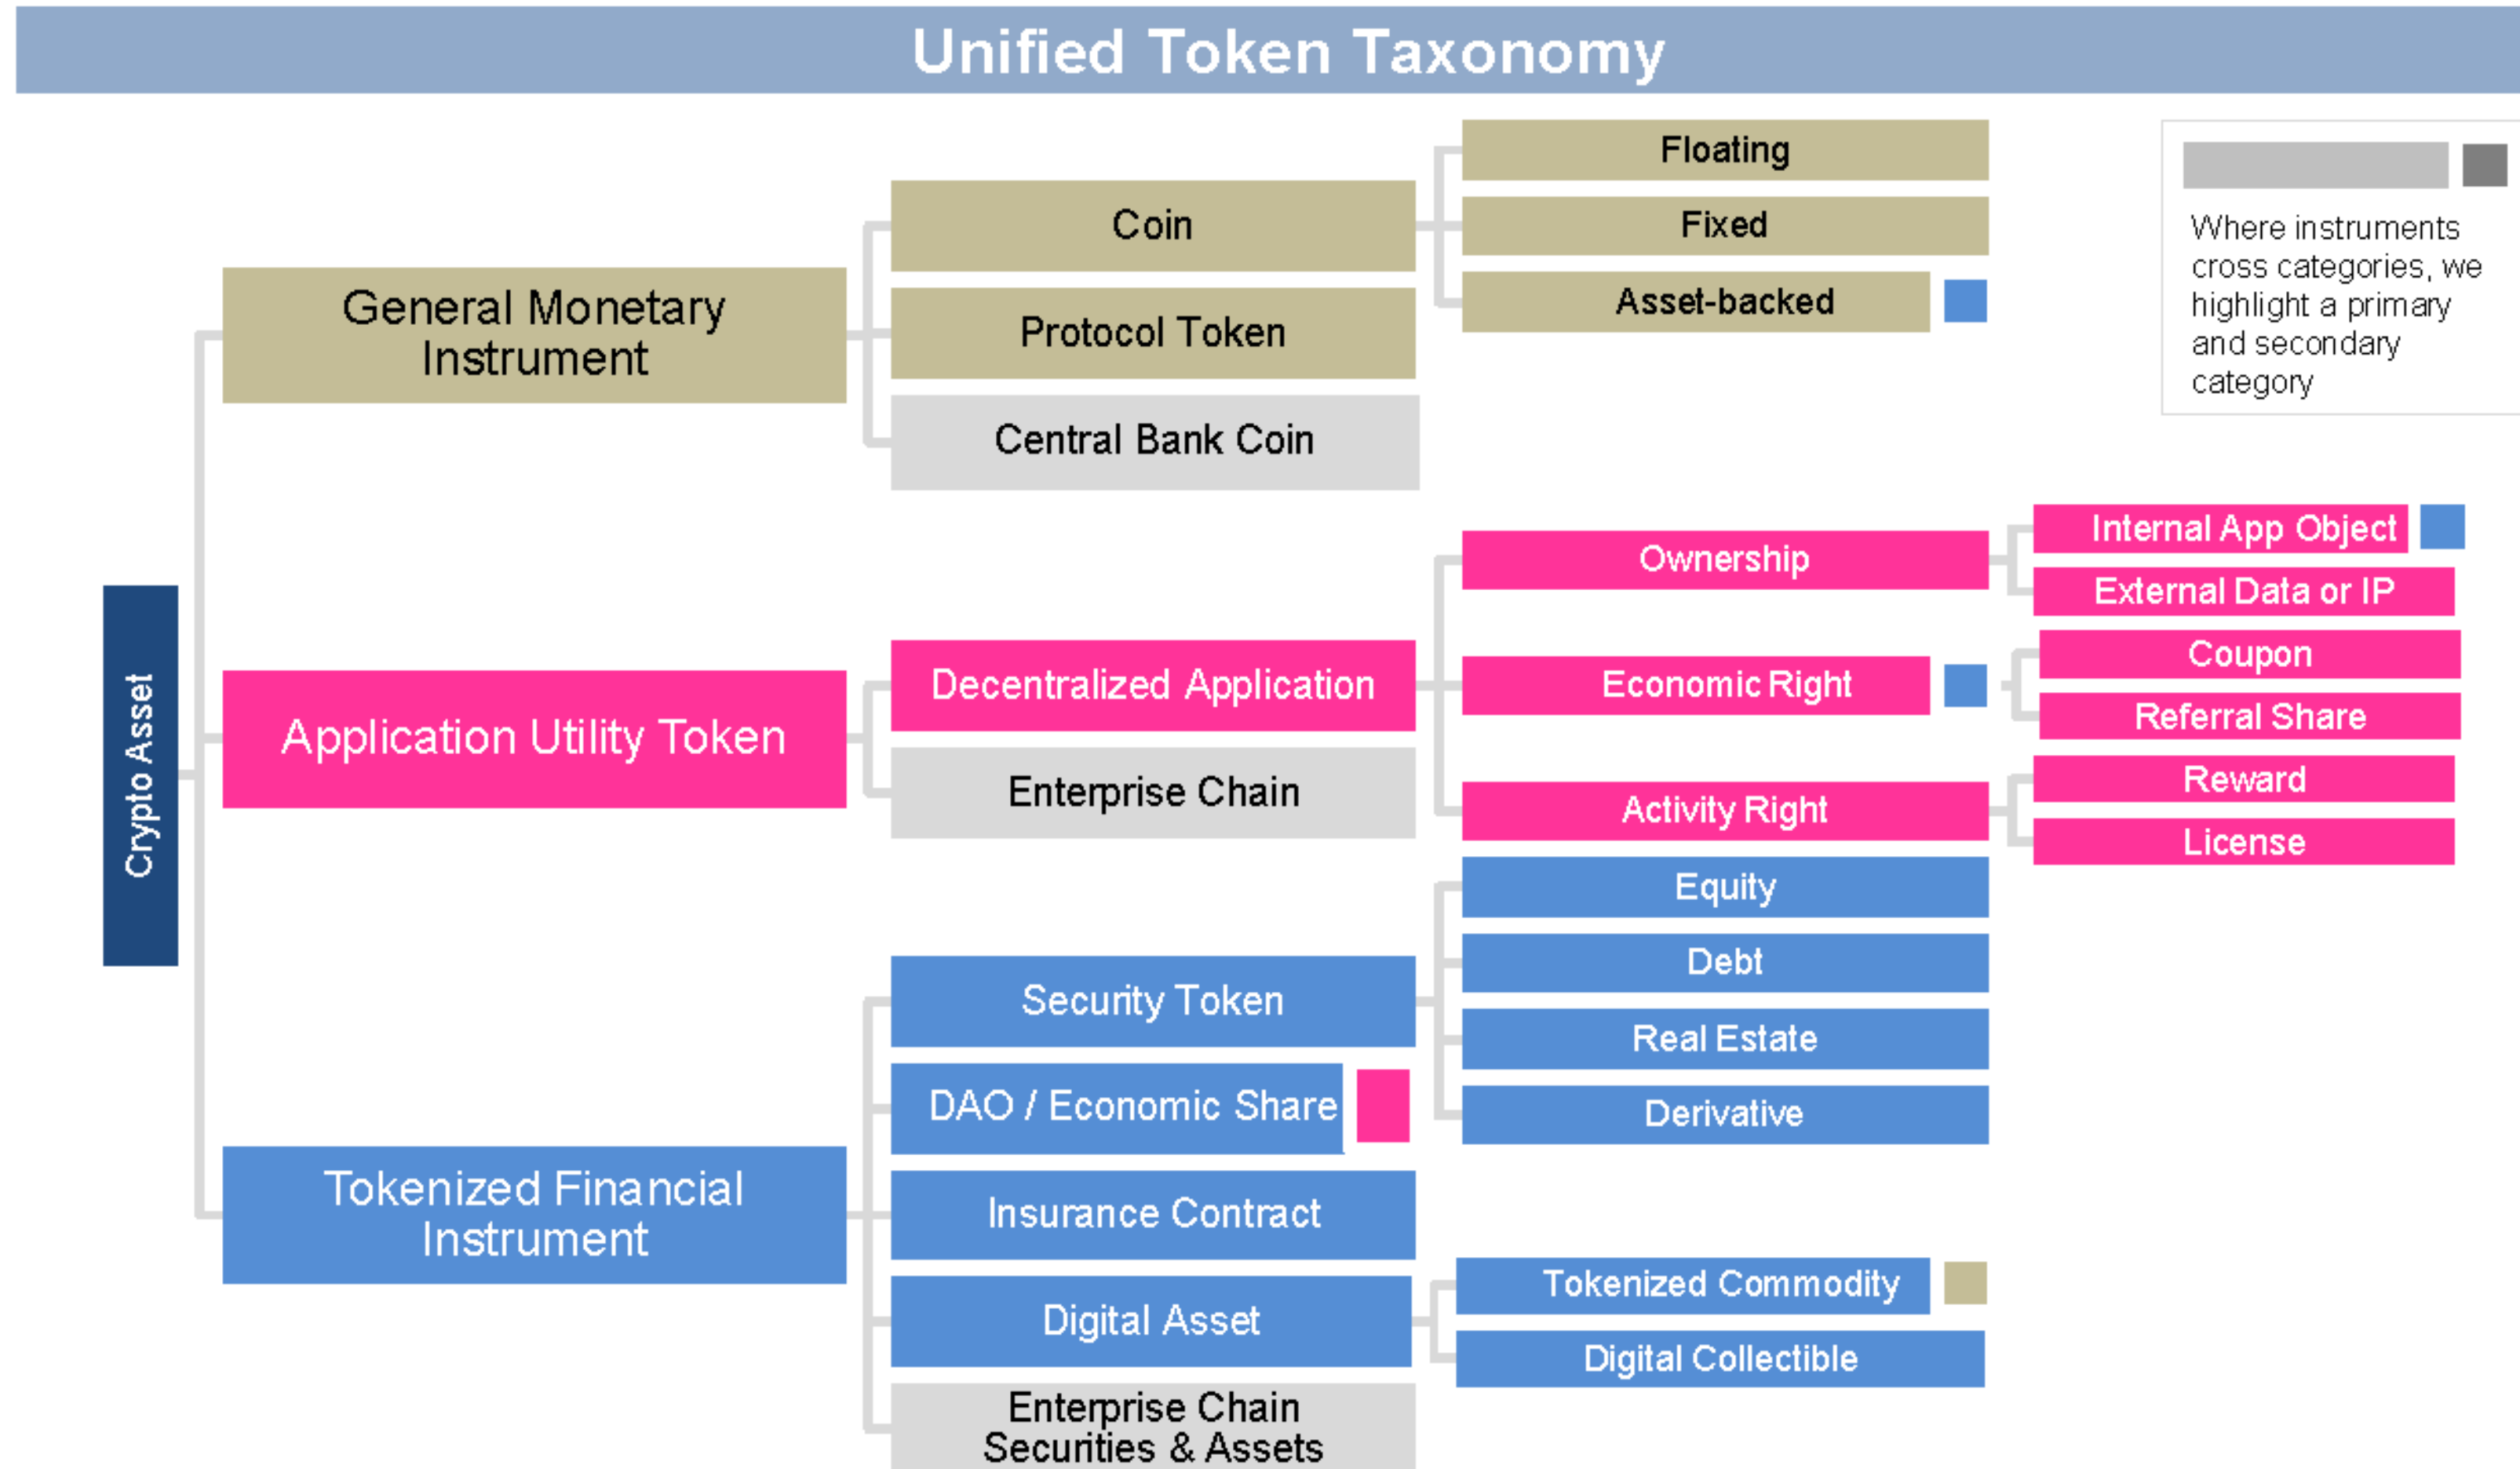 Unified Token Taxonomy
Crypto Asset
General Monetary
Instrument
Coin
Floating
Fixed
Asset-backed
Protocol Token
Central Bank Coin
Where instruments
cross categories, we
highlight a primary
and secondary
category
Application Utility Token
Decentralized Application
Ownership
Internal App Object
External Data or IP
Economic Right
Coupon
Referral Share
Activity Right
Reward
License
Enterprise Chain
Tokenized Financial
Instrument
Security Token
Equity
Debt
Real Estate
Derivative
DAO / Economic Share
Insurance Contract
Digital Asset
Tokenized Commodity
Digital Collectible
Enterprise Chain
Securities & Assets